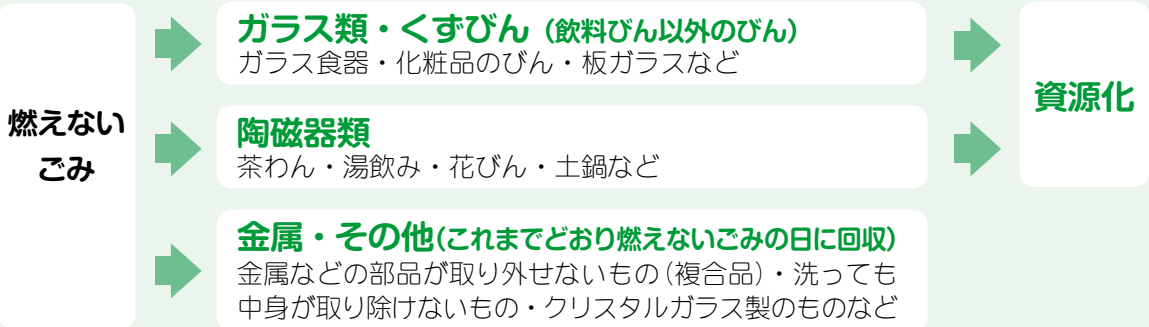 燃えない
ごみ
ガラス類・くずびん（飲料びん以外のびん）
ガラス食器・化粧品のびん・板ガラスなど
陶磁器類
茶わん・湯飲み・花びん・土鍋など
金属・その他(これまでどおり燃えないごみの日に回収)
金属などの部品が取り外せないもの(複合品)・洗っても
中身が取り除けないもの・クリスタルガラス製のものなど
資源化